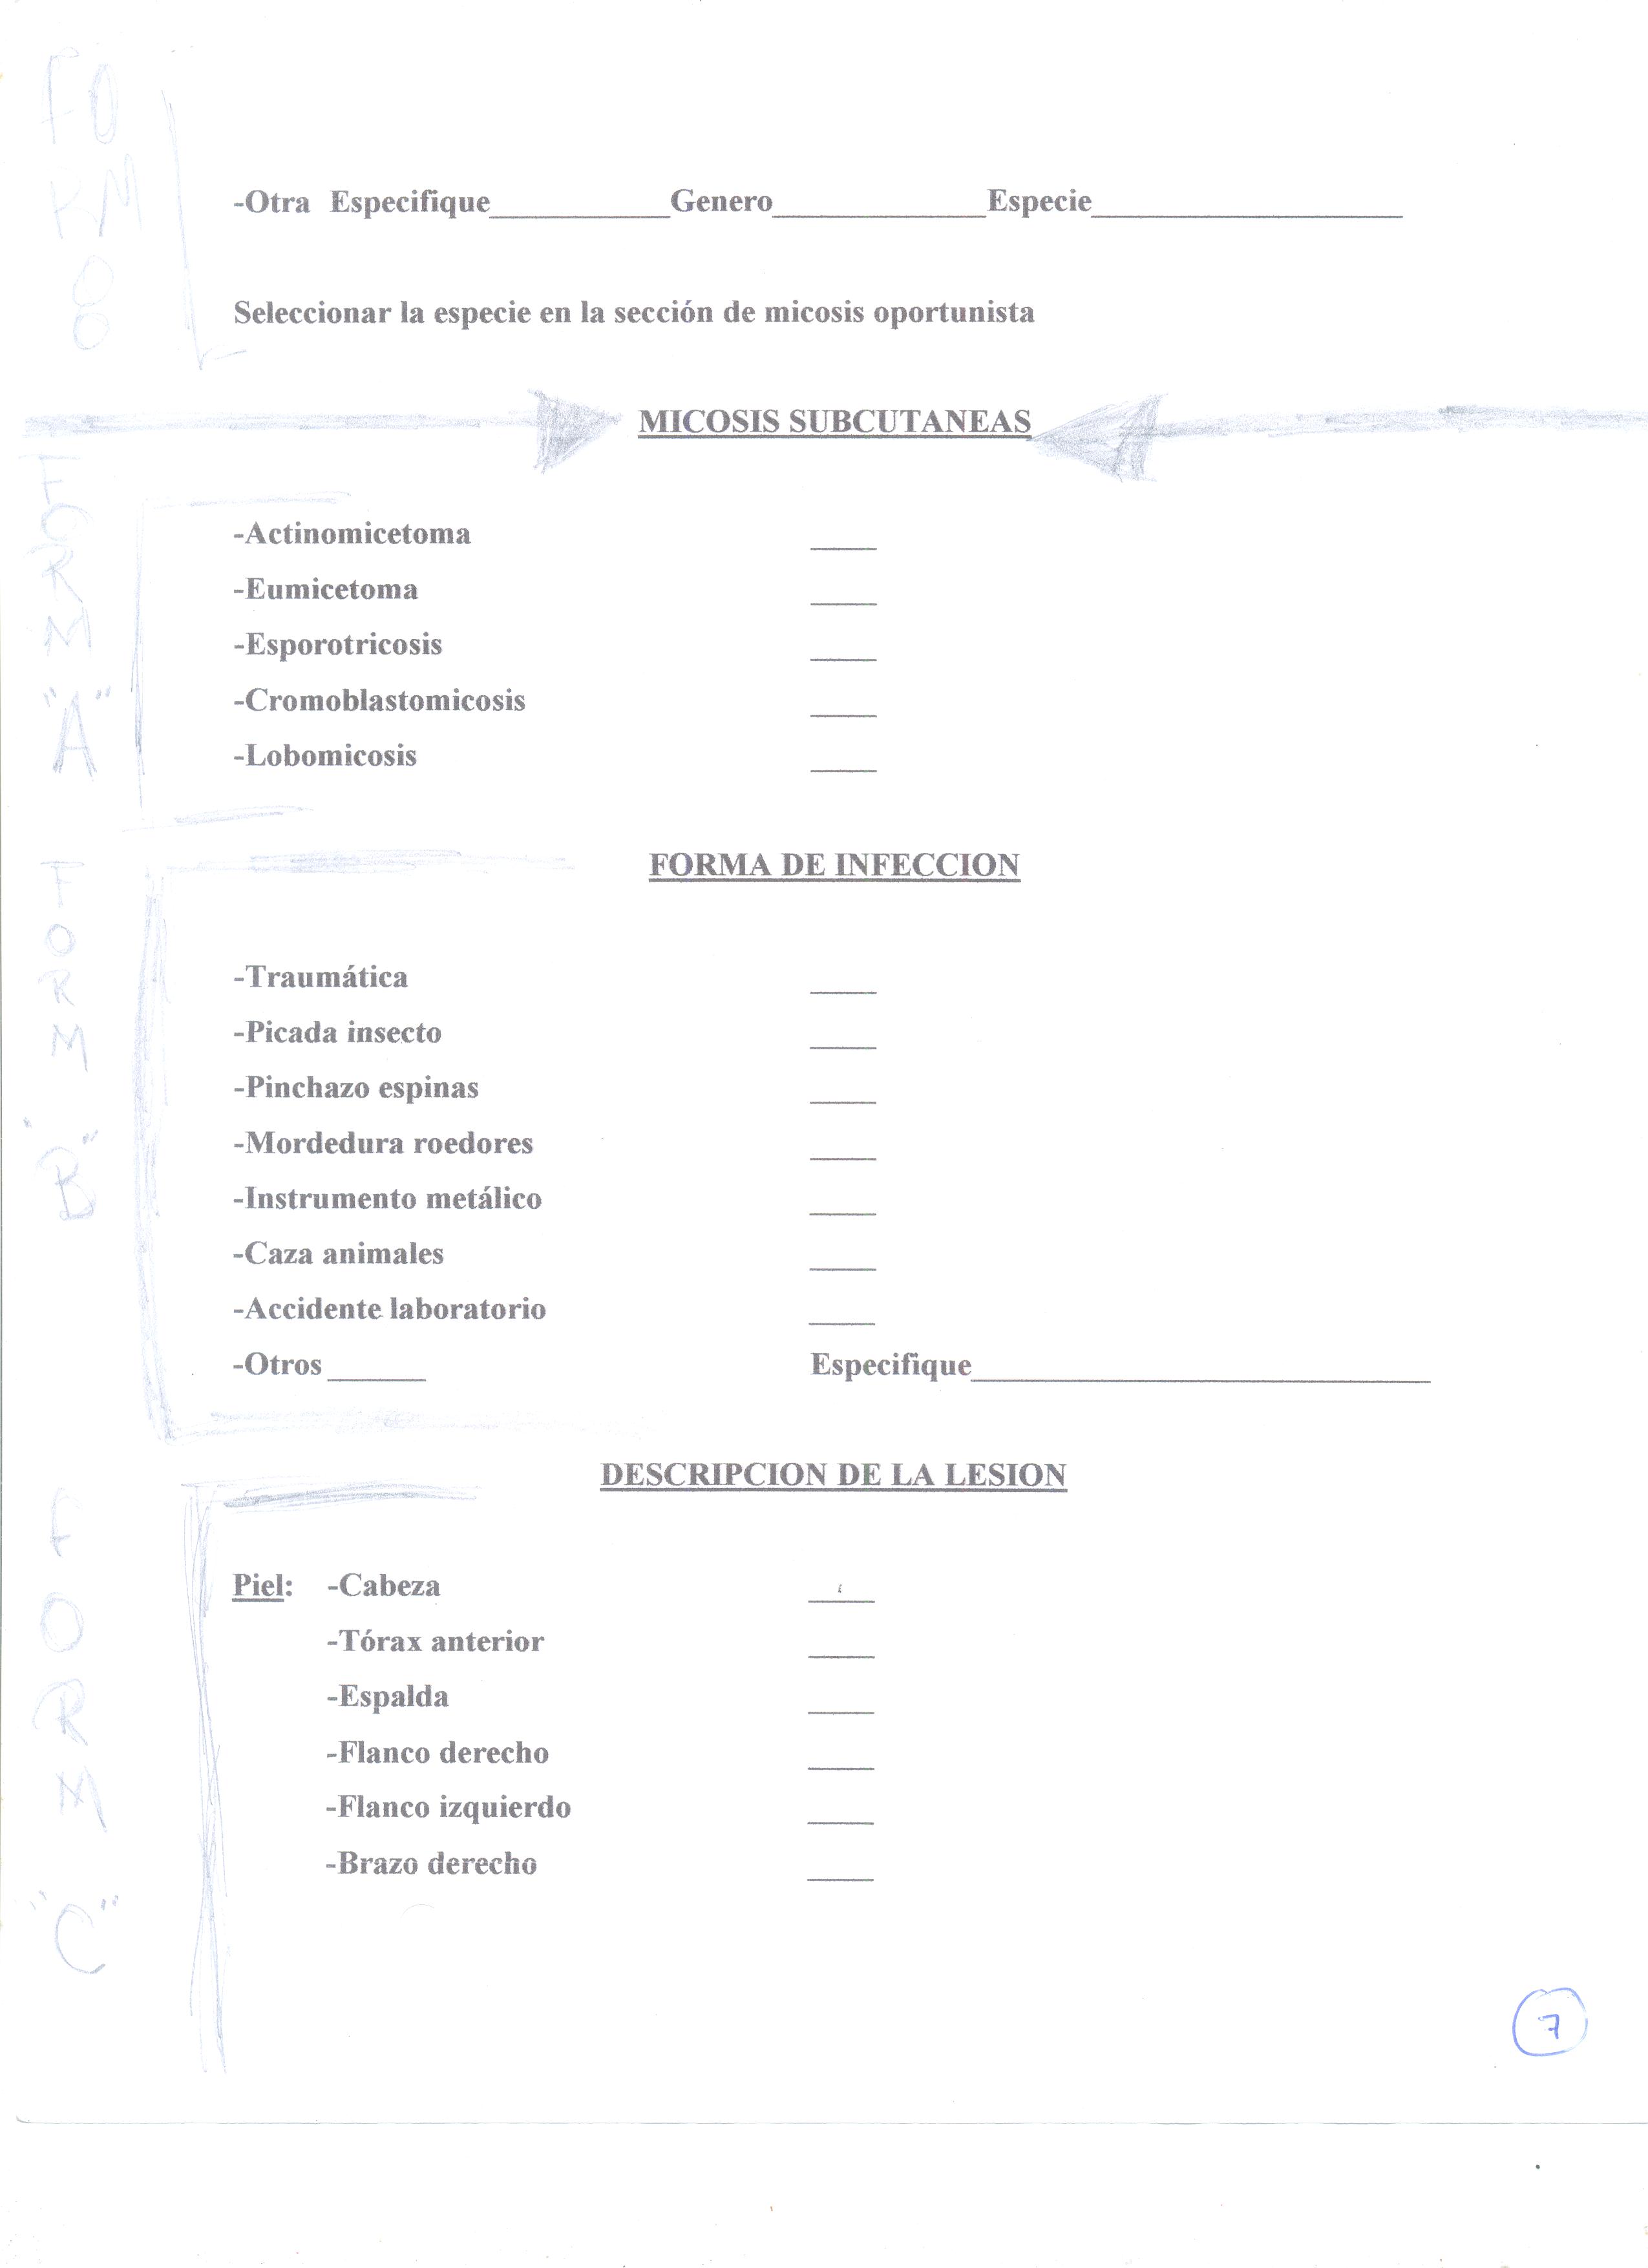 FO
RM
O
O
-Otra Especifique___________Genero_____________Especie___________________
Seleccionar la especie en la sección de micosis oportunista
MICOSIS SUBCUTANEAS
FORM "A"
-Actinomicetoma ____
-Eumicetoma ____
-Esporotricosis ____
-Cromoblastomicosis ____
-Lobomicosis ____
FORM "B"
FORMA DE INFECCION
-Traumática ____
-Picada insecto ____
-Pinchazo espinas ____
-Mordedura roedores ____
-Instrumento metálico ____
-Caza animales ____
-Accidente laboratorio ____
-Otros ______ Especifique____________________________
FORM "C"
DESCRIPCION DE LA LESION
Piel: -Cabeza ____
-Tórax anterior ____
-Espalda ____
-Flanco derecho ____
-Flanco izquierdo ____
-Brazo derecho ____
7